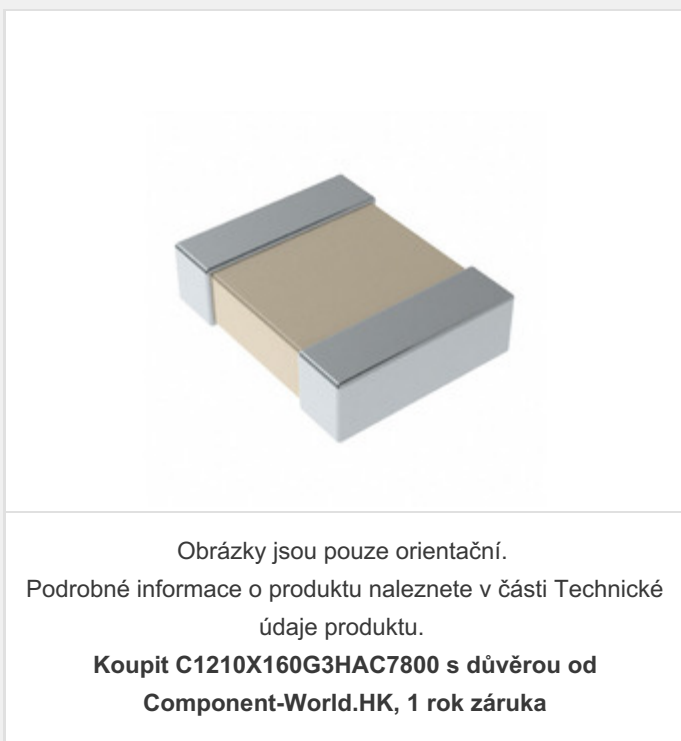 Obrázky jsou pouze orientační.
Podrobné informace o produktu naleznete v části Technické
údaje produktu.
Koupit C1210X160G3HAC7800 s důvěrou od
Component-World.HK, 1 rok záruka